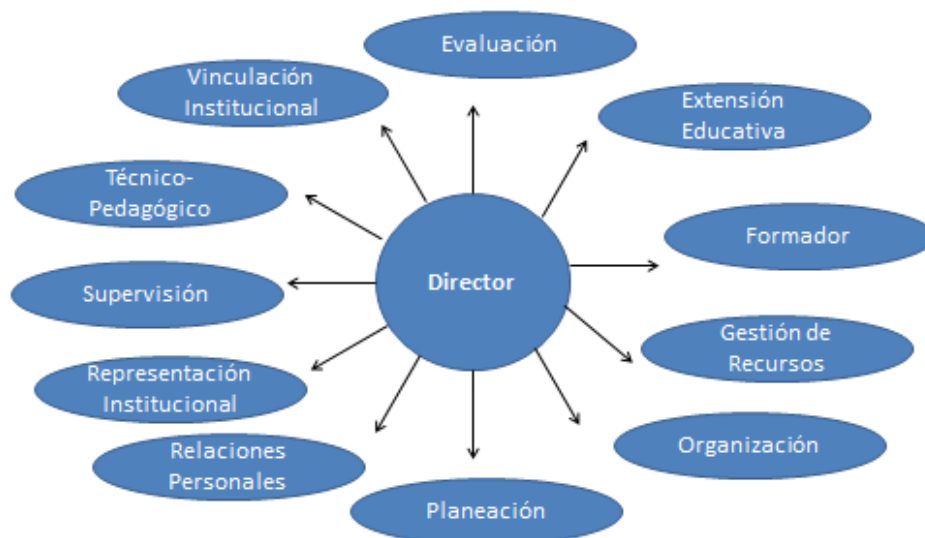 Evaluación
Vinculación
Institucional
Extensión
Educativa
Técnico-
Pedagógico
Formador
Director
Supervisión
Gestión de
Recursos
Representación
Institucional
Organización
Relaciones
Personales
Planeación